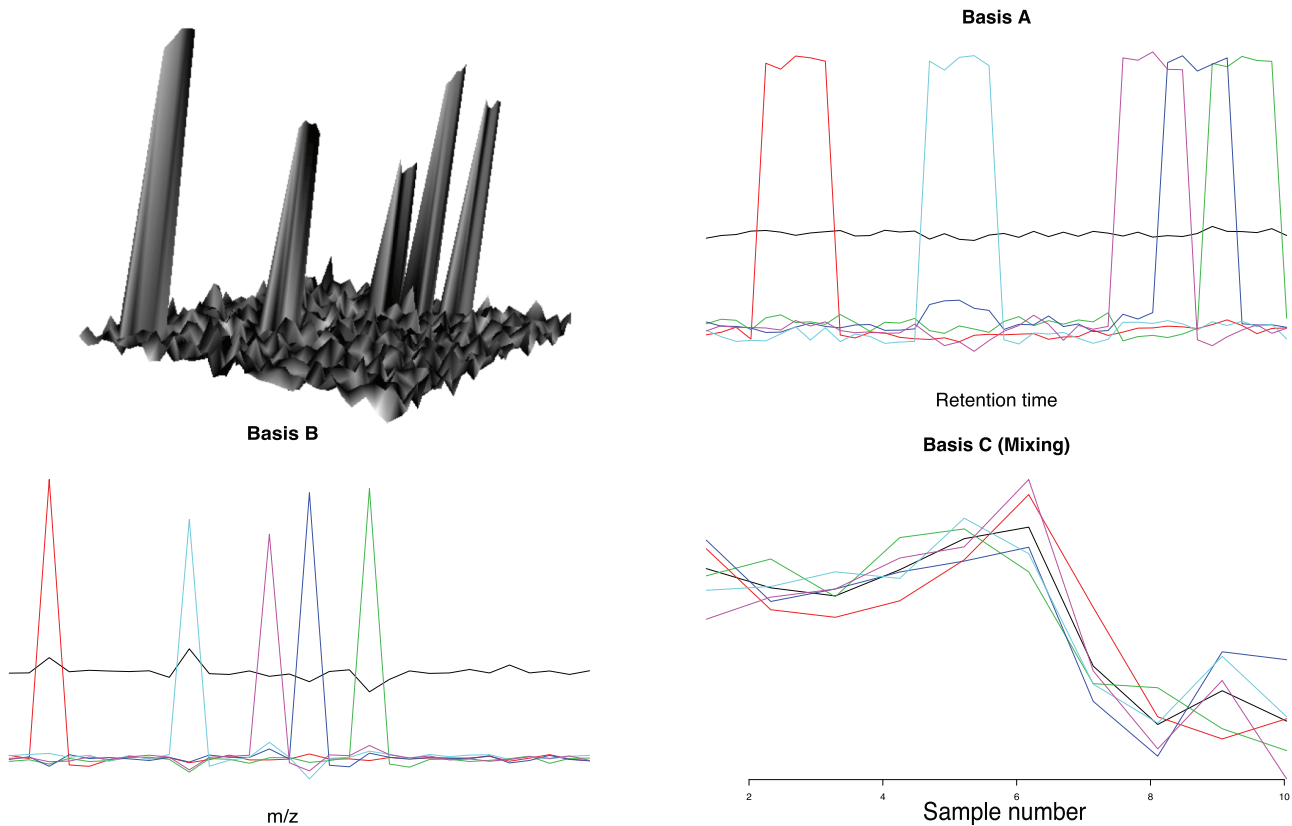 Basis A
Retention time
Basis B
m/z
Basis C (Mixing)
2 4 6 8 10
Sample number